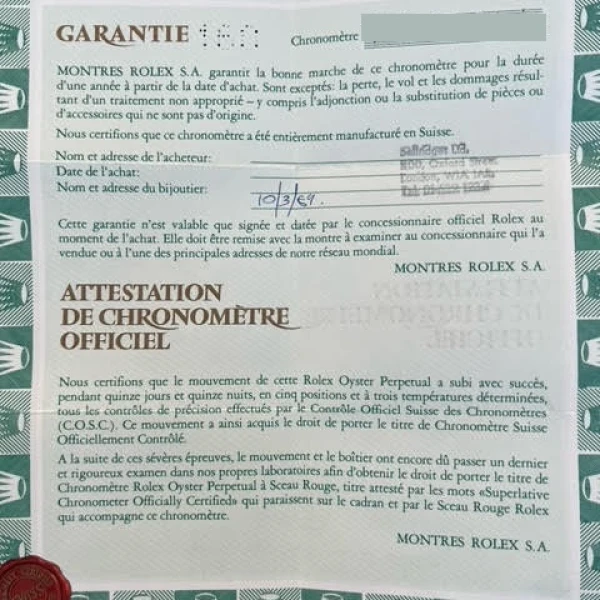 GARANTIE
Chronomètre
MONTRES ROLEX S.A. garantit la bonne marche de ce chronomètre pour la durée
d'une année à partir de la date d'achat. Sont exceptés: la perte, le vol et les dommages résul-
tant d'un traitement non approprié – y compris l'adjonction ou la substitution de pièces ou
d'accessoires qui ne sont pas d'origine.
Nous certifions que ce chronomètre a été entièrement manufacturé en Suisse.
Nom et adresse de l'acheteur:
Date de l'achat:
Nom et adresse du bijoutier:
Oxford Street
London, W1A
10/3/89.
Cette garantie n'est valable que signée et datée par le concessionnaire officiel Rolex au
moment de l'achat. Elle doit être remise avec la montre à examiner au concessionnaire qui l'a
vendue ou à l'une des principales adresses de notre réseau mondial.
MONTRES ROLEX S.A.
ATTESTATION
DE CHRONOMÈTRE
OFFICIEL
Nous certifions que le mouvement de cette Rolex Oyster Perpetual a subi avec succès,
pendant quinze jours et quinze nuits, en cinq positions et à trois températures déterminées,
tous les contrôles de précision effectués par le Contrôle Officiel Suisse des Chronomètres
(C.O.S.C.). Ce mouvement a ainsi acquis le droit de porter le titre de Chronomètre Suisse
Officiellement Contrôlé.
A la suite de ces sévères épreuves, le mouvement et le boîtier ont encore dû passer un dernier
et rigoureux examen dans nos propres laboratoires afin d'obtenir le droit de porter le titre de
Chronomètre Rolex Oyster Perpetual à Sceau Rouge, titre attesté par les mots «Superlative
Chronometer Officially Certified» qui paraissent sur le cadran et par le Sceau Rouge Rolex
qui accompagne ce chronomètre.
MONTRES ROLEX S.A.